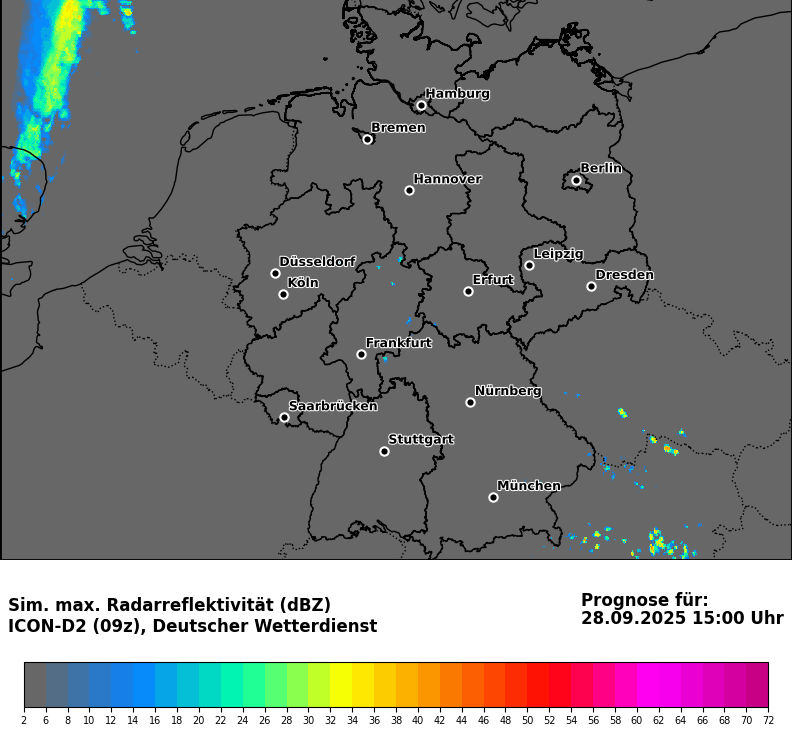 Hamburg
Bremen
Berlin
Hannover
Leipzig
Düsseldorf
Dresden
Köln
Erfurt
Frankfurt
Nürnberg
Saarbrücken
Stuttgart
München
Sim. max. Radarreflektivität (dBZ)
ICON-D2 (09z), Deutscher Wetterdienst
Prognose für:
28.09.2025 15:00 Uhr
2 6 8 10 12 14 16 18 20 22 24 26 28 30 32 34 36 38 40 42 44 46 48 50 52 54 56 58 60 62 64 66 68 70 72